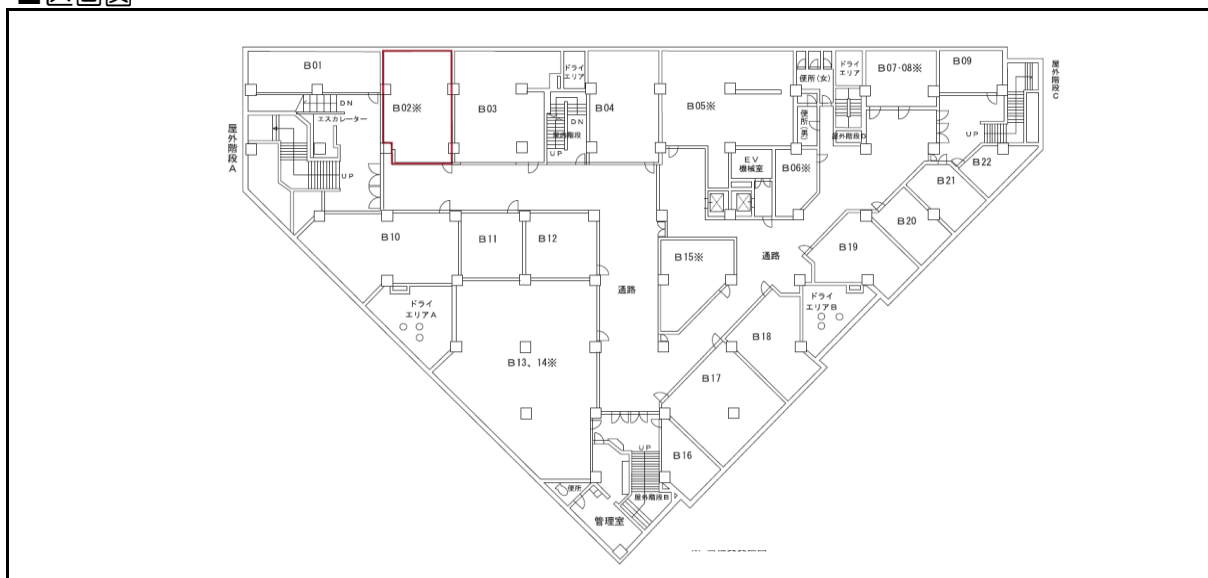 B01
B02※
B03
ドライ
エリア
B04
B05※
便所(女)
ドライ
エリア
B07-08※
B09
屋外階段C
DN
エスカレーター
屋外階段A
UP
DN
屋外階段
UP
便所(男)
屋外階段D
UP
EV
機械室
B06※
B22
B21
B20
B19
B10
B11
B12
B15※
通路
通路
ドライ
エリアA
ドライ
エリアB
B18
B13、14※
B17
B16
UP
便所
屋外階段B
管理室